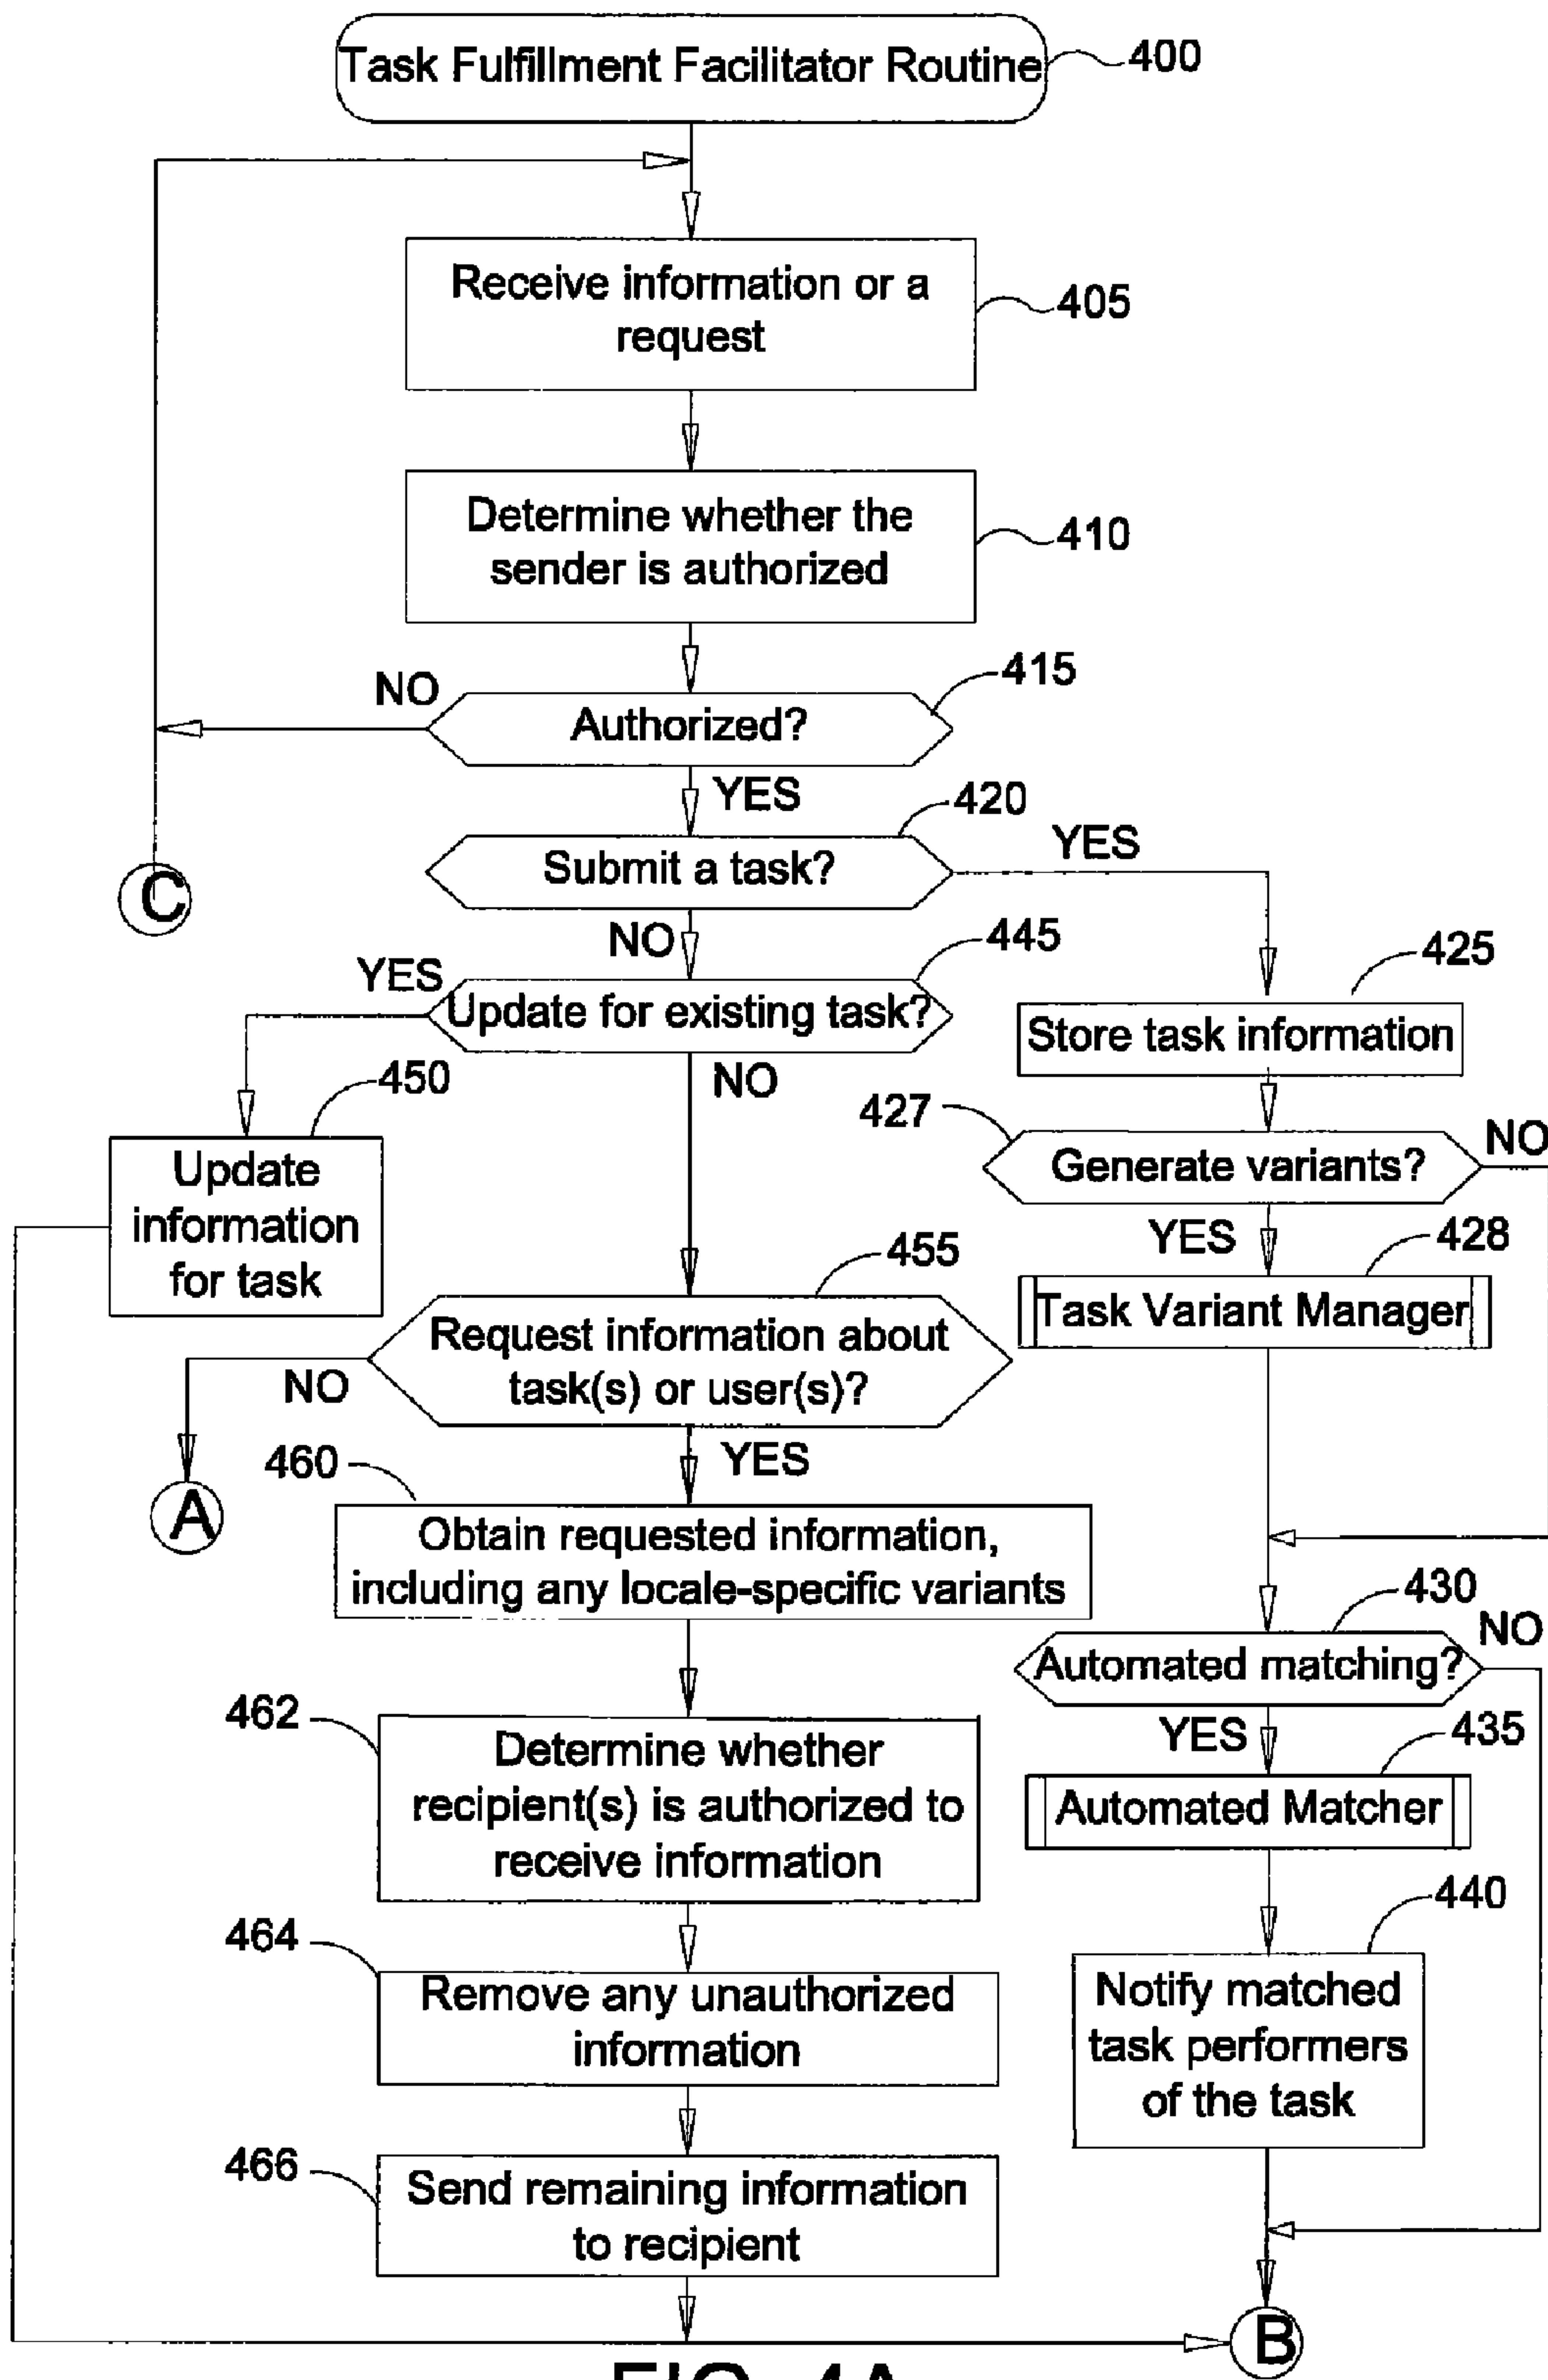 Task Fulfillment Facilitator Routine
400
Receive information or a
request
405
Determine whether the
sender is authorized
410
415
NO
Authorized?
YES
420
Submit a task?
YES
C
NO
445
YES
Update for existing task?
425
Store task information
450
NO
427
Update
information
for task
Generate variants?
NO
YES
428
455
Task Variant Manager
Request information about
task(s) or user(s)?
NO
YES
460
A
Obtain requested information,
including any locale-specific variants
430
NO
Automated matching?
462
YES
435
Determine whether
recipient(s) is authorized to
receive information
Automated Matcher
440
464
Remove any unauthorized
information
Notify matched
task performers
of the task
466
Send remaining information
to recipient
B
FIG. 4A